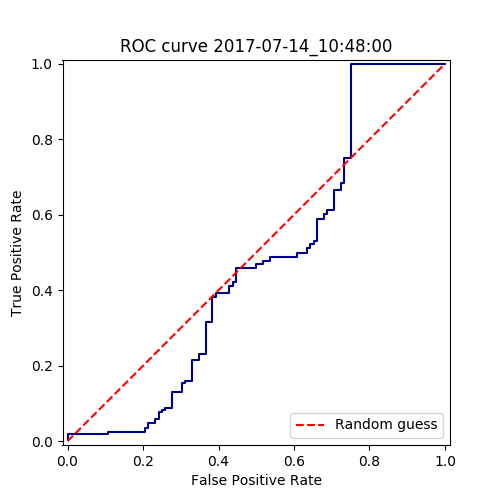 ROC curve 2017-07-14_10:48:00
True Positive Rate
1.0
0.8
0.6
0.4
0.2
0.0
Random guess
0.0 0.2 0.4 0.6 0.8 1.0
False Positive Rate